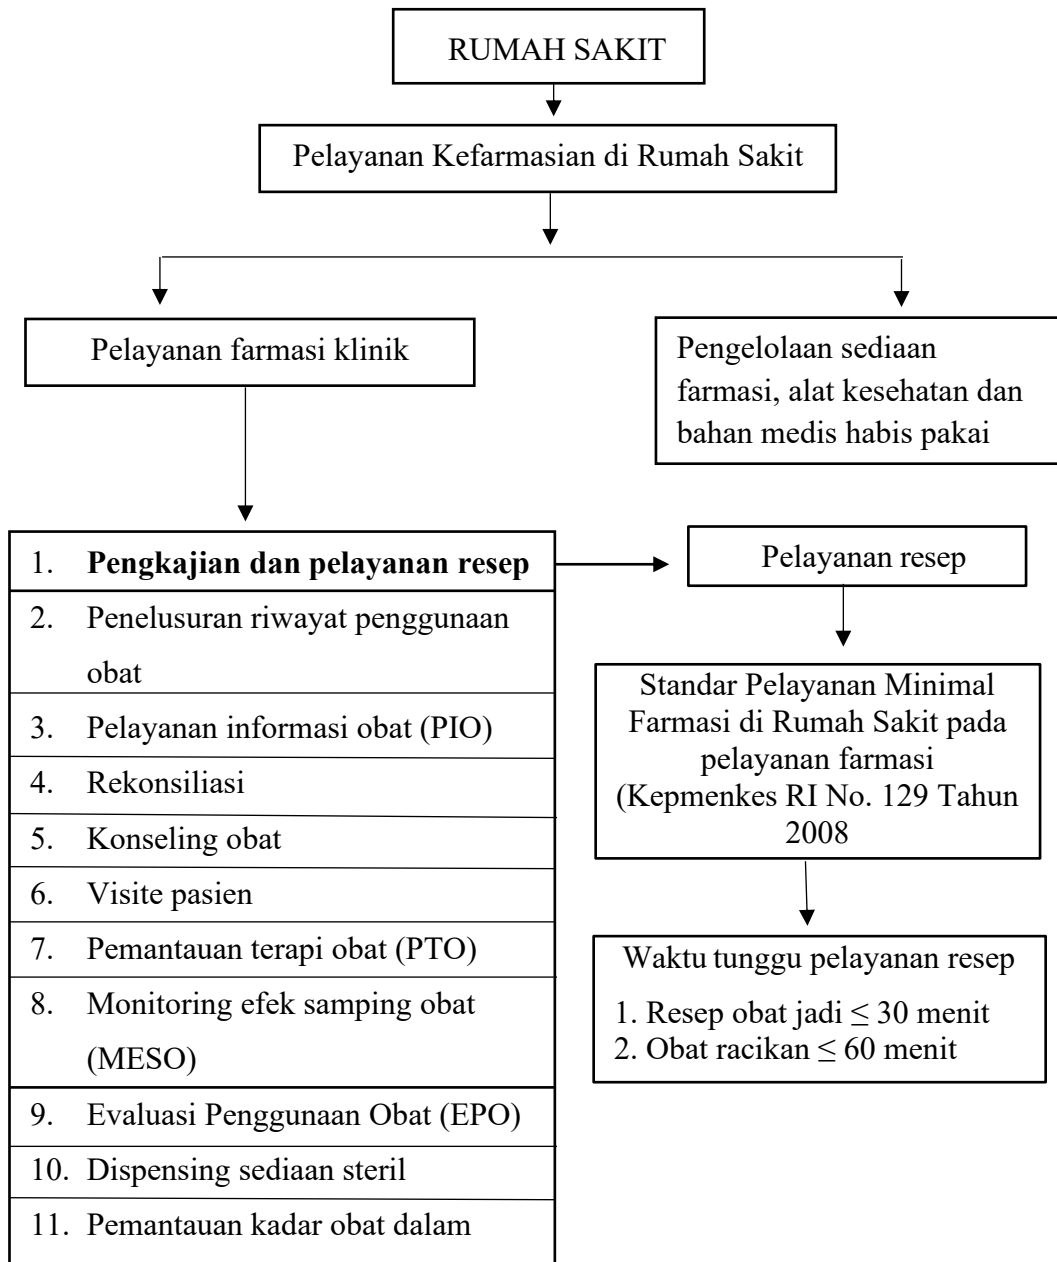 RUMAH SAKIT
Pelayanan Kefarmasian di Rumah Sakit
Pelayanan farmasi klinik
Pengelolaan sediaan
farmasi, alat kesehatan dan
bahan medis habis pakai
1. Pengkajian dan pelayanan resep
2. Penelusuran riwayat penggunaan
obat
3. Pelayanan informasi obat (PIO)
4. Rekonsiliasi
5. Konseling obat
6. Visite pasien
7. Pemantauan terapi obat (PTO)
8. Monitoring efek samping obat
(MESO)
9. Evaluasi Penggunaan Obat (EPO)
10. Dispensing sediaan steril
11. Pemantauan kadar obat dalam
Pelayanan resep
Standar Pelayanan Minimal
Farmasi di Rumah Sakit pada
pelayanan farmasi
(Kepmenkes RI No. 129 Tahun
2008
Waktu tunggu pelayanan resep
1. Resep obat jadi ≤ 30 menit
2. Obat racikan ≤ 60 menit